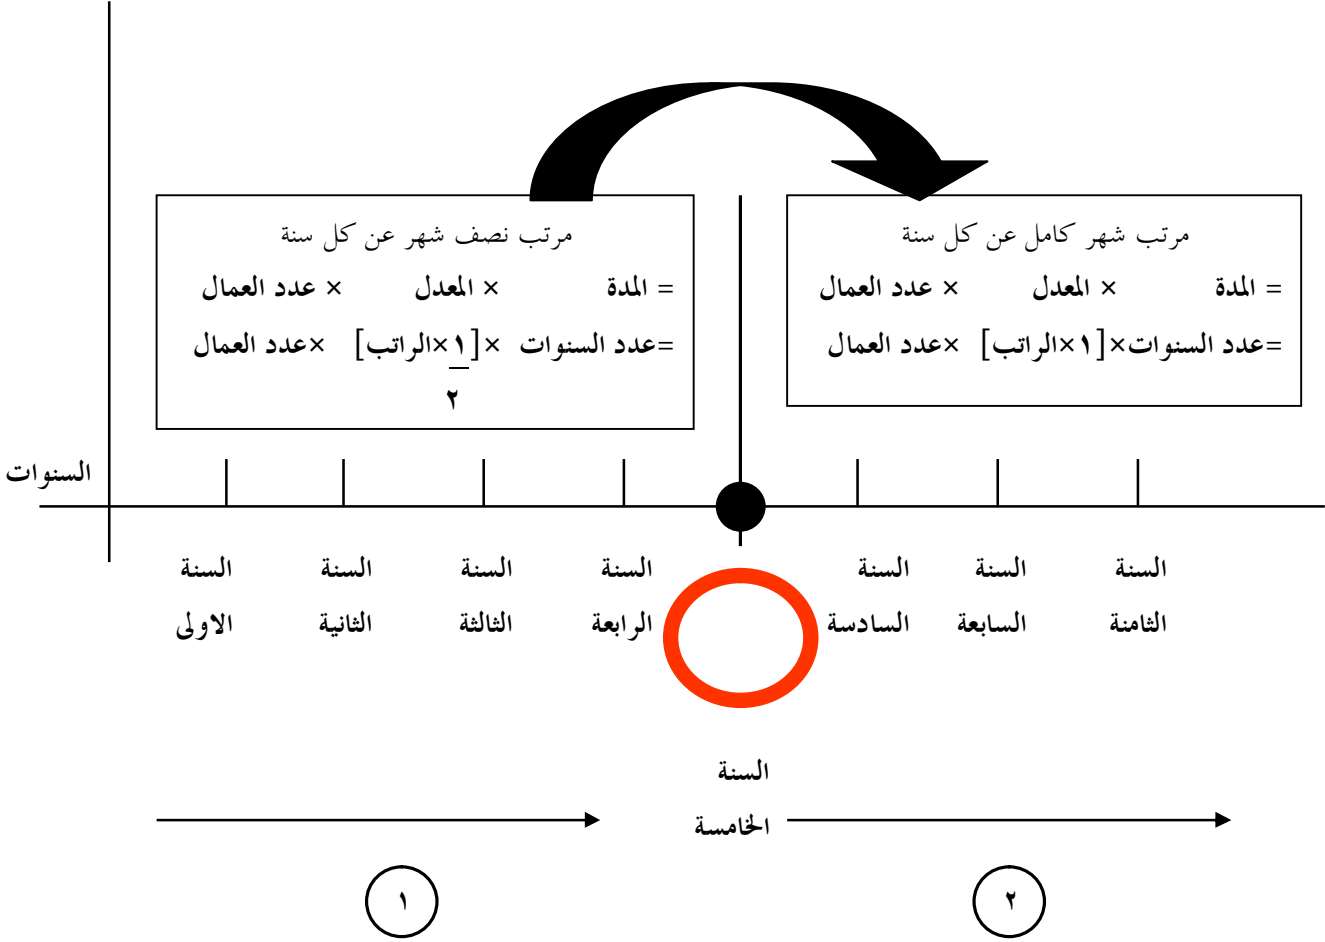 مرتب نصف شهر عن كل سنة
= المدة × المعدل × عدد العمال
=عدد السنوات ×[١×الراتب] ×عدد العمال
٢
مرتب شهر كامل عن كل سنة
= المدة × المعدل × عدد العمال
=عدد السنوات×[١×الراتب] ×عدد العمال
السنوات
السنة
الاولى
السنة
الثانية
السنة
الثالثة
السنة
الرابعة
السنة
الخامسة
السنة
السادسة
السنة
السابعة
السنة
الثامنة
١
٢